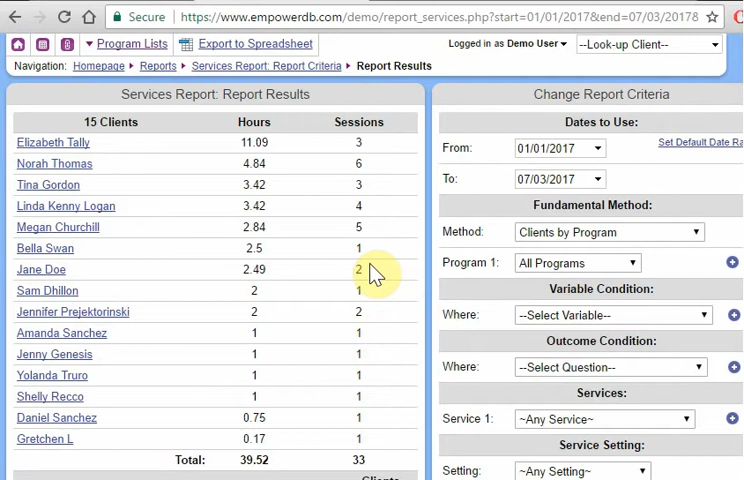 Secure https://www.empowerdb.com/demo/report_services.php?start=01/01/2017&end=07/03/20178
Program Lists Export to Spreadsheet Logged in as Demo User --Look-up Client--
Navigation: Homepage Reports Services Report: Report Criteria Report Results
Services Report: Report Results
15 Clients Hours Sessions
Elizabeth Tally 11.09 3
Norah Thomas 4.84 6
Tina Gordon 3.42 3
Linda Kenny Logan 3.42 4
Megan Churchill 2.84 5
Bella Swan 2.5 1
Jane Doe 2.49 2
Sam Dhillon 2 1
Jennifer Prejektorinski 2 2
Amanda Sanchez 1 1
Jenny Genesis 1 1
Yolanda Truro 1 1
Shelly Recco 1 1
Daniel Sanchez 0.75 1
Gretchen L 0.17 1
Total: 39.52 33
Clients
Change Report Criteria
Dates to Use:
From: 01/01/2017 Set Default Date Ra
To: 07/03/2017
Fundamental Method:
Method: Clients by Program
Program 1: All Programs
Variable Condition:
Where: --Select Variable--
Outcome Condition:
Where: --Select Question--
Services:
Service 1: ~Any Service~
Service Setting:
Setting: ~Any Setting~